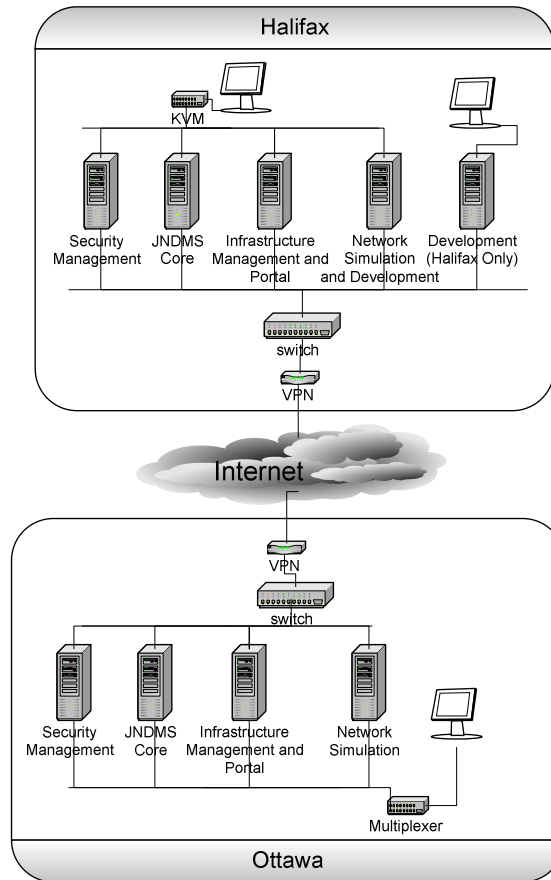 Halifax
KVM
Security
Management
JNDMS
Core
Infrastructure
Management and
Portal
Network
Simulation
and Development
Development
(Halifax Only)
switch
VPN
Internet
VPN
switch
Security
Management
JNDMS
Core
Infrastructure
Management and
Portal
Network
Simulation
Multiplexer
Ottawa